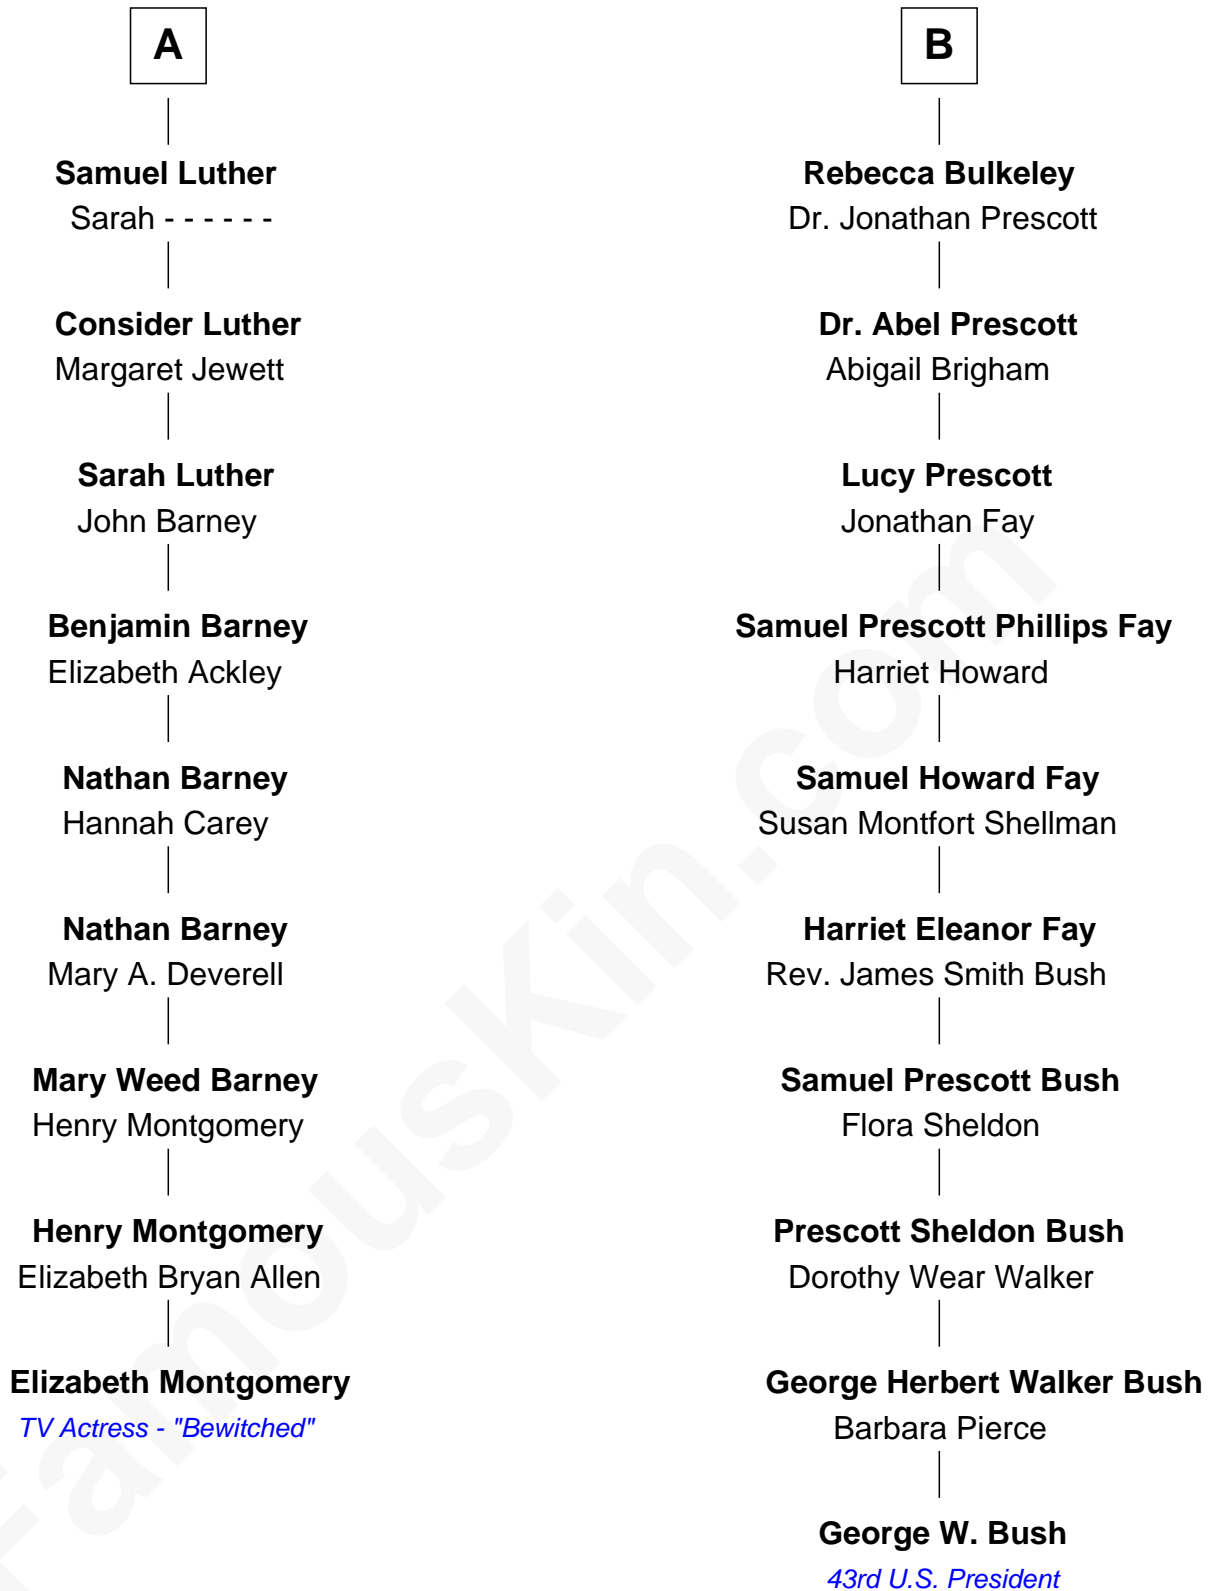 A
Samuel Luther
Sarah - - - - - -
Consider Luther
Margaret Jewett
Sarah Luther
John Barney
Benjamin Barney
Elizabeth Ackley
Nathan Barney
Hannah Carey
Nathan Barney
Mary A. Deverell
Mary Weed Barney
Henry Montgomery
Henry Montgomery
Elizabeth Bryan Allen
Elizabeth Montgomery
TV Actress - "Bewitched"
B
Rebecca Bulkeley
Dr. Jonathan Prescott
Dr. Abel Prescott
Abigail Brigham
Lucy Prescott
Jonathan Fay
Samuel Prescott Phillips Fay
Harriet Howard
Samuel Howard Fay
Susan Montfort Shellman
Harriet Eleanor Fay
Rev. James Smith Bush
Samuel Prescott Bush
Flora Sheldon
Prescott Sheldon Bush
Dorothy Wear Walker
George Herbert Walker Bush
Barbara Pierce
George W. Bush
43rd U.S. President
FamousKin.com